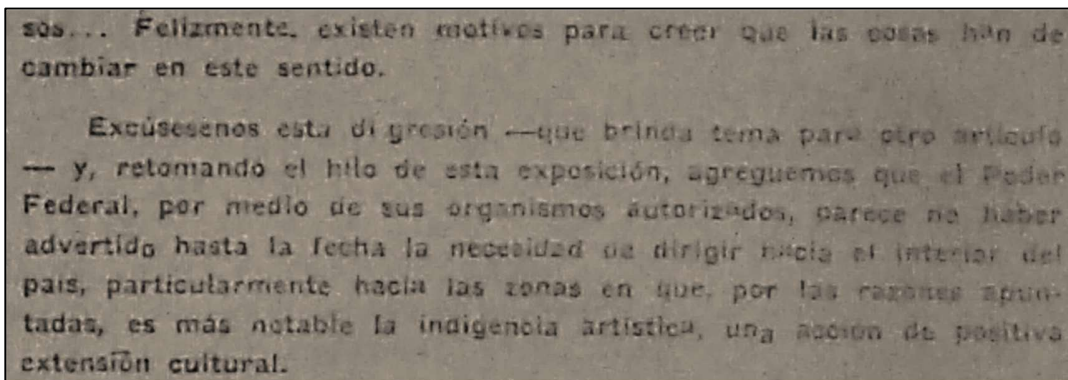 sos... Felizmente, existen motivos para creer que las cosas han de
cambiar en este sentido.
Excúsesenos esta di gresión —que brinda tema para otro artículo
— y, retomando el hilo de esta exposición, agreguemos que el Poder
Federal, por medio de sus organismos autorizados, parece no haber
advertido hasta la fecha la necesidad de dirigir hacia el interior del
país, particularmente hacia las zonas en que, por las razones apun-
tadas, es más notable la indigencia artística, una acción de positiva
extensión cultural.